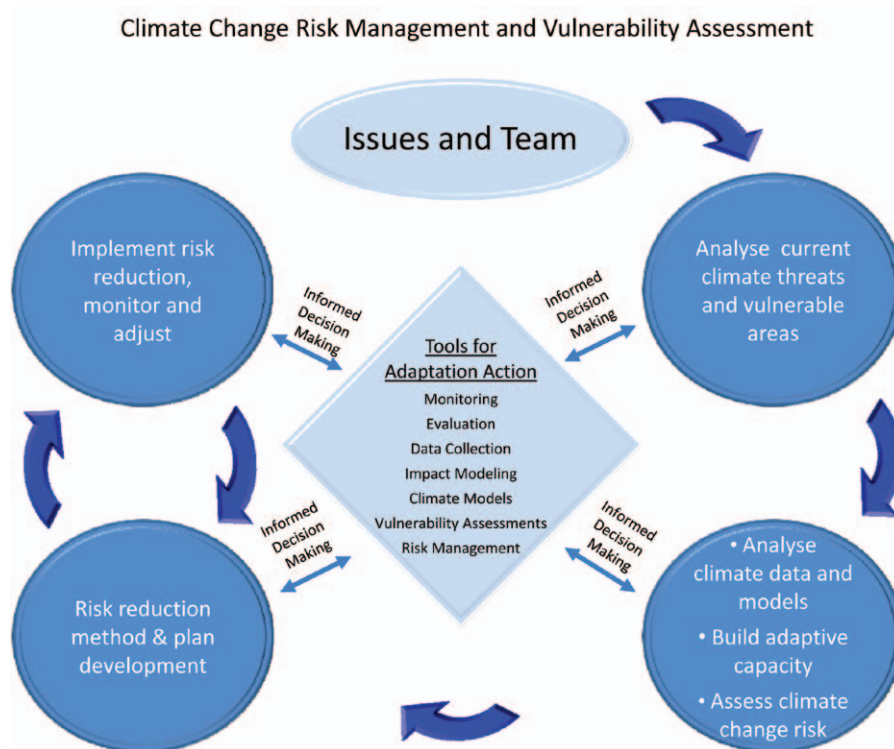 Climate Change Risk Management and Vulnerability Assessment
Issues and Team
Implement risk
reduction,
monitor and
adjust
Informed
Decision
Making
Informed
Decision
Making
Analyse current
climate threats
and vulnerable
areas
Tools for
Adaptation Action
Monitoring
Evaluation
Data Collection
Impact Modeling
Climate Models
Vulnerability Assessments
Risk Management
Risk reduction
method & plan
development
Informed
Decision
Making
Informed
Decision
Making
• Analyse
climate data and
models
• Build adaptive
capacity
• Assess climate
change risk